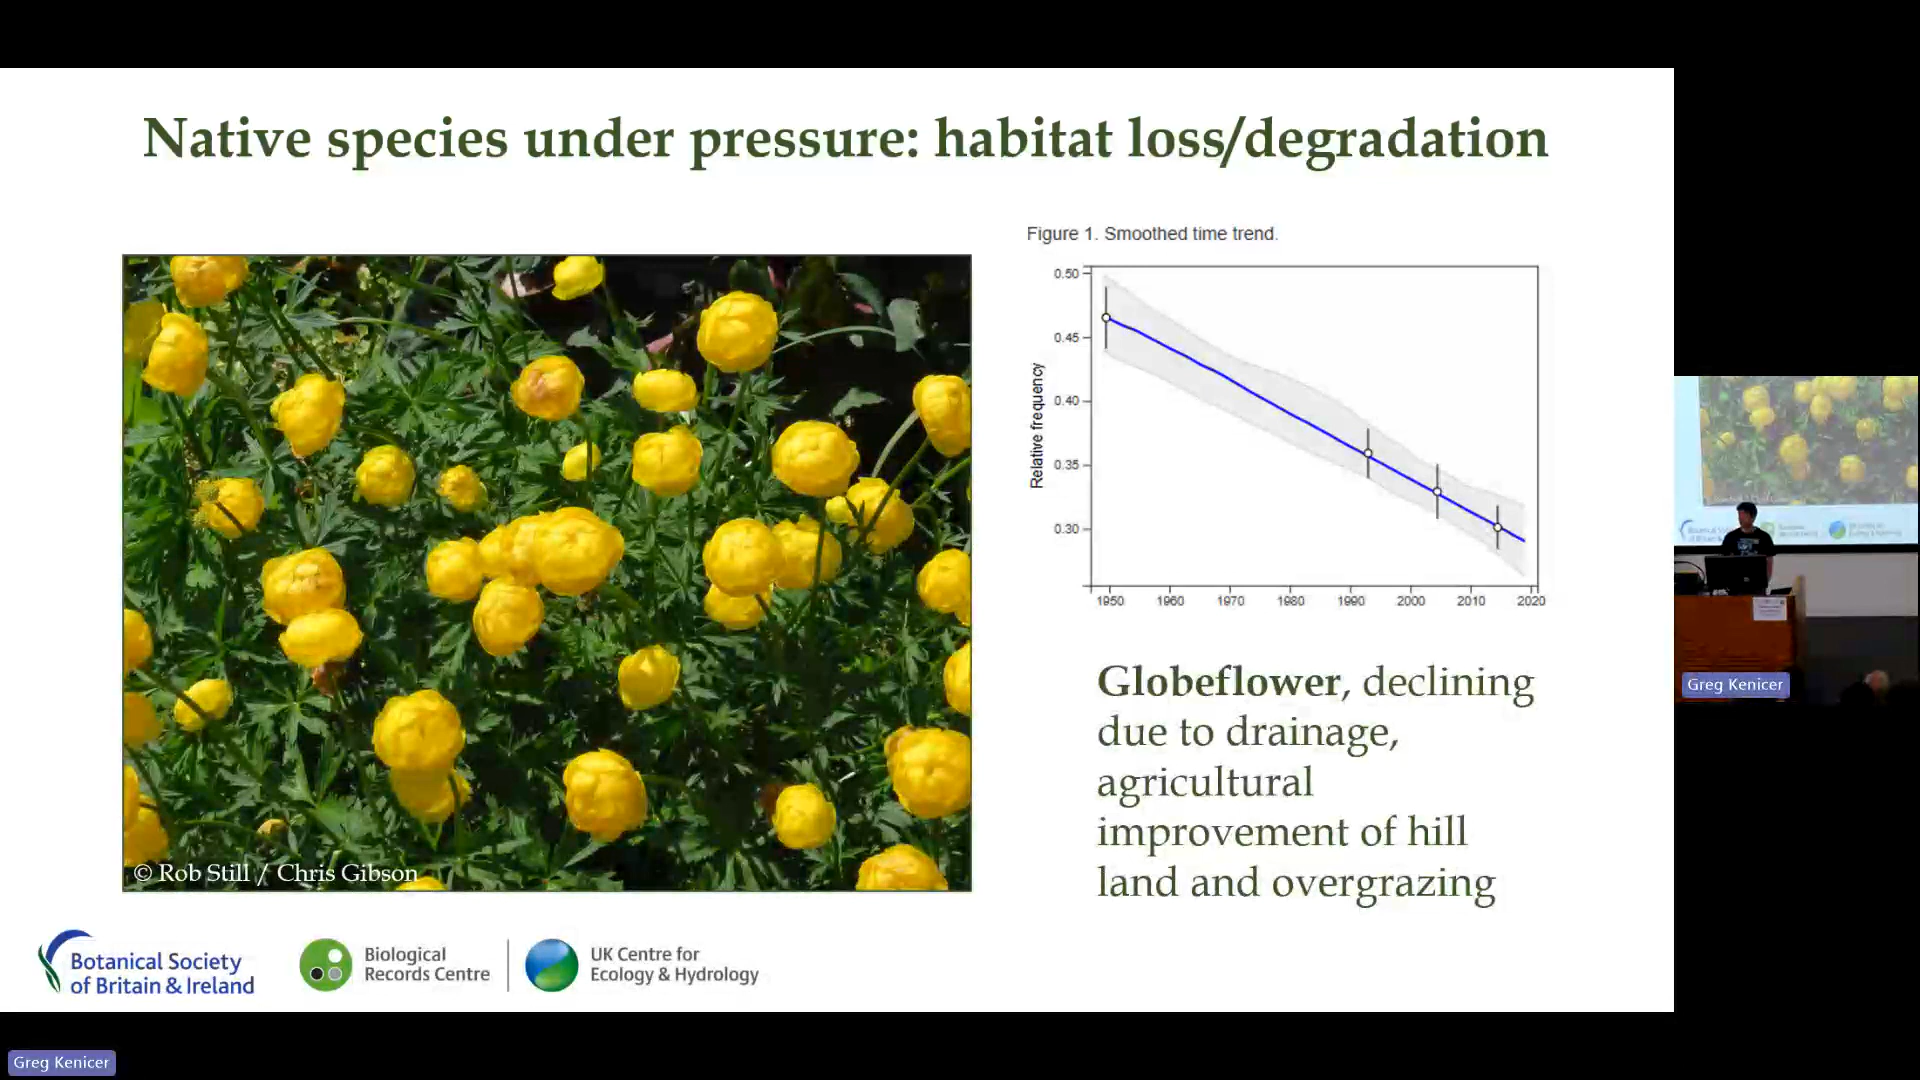 Native species under pressure: habitat loss/degradation
Figure 1. Smoothed time trend.
Relative frequency
0.50
0.45
0.40
0.35
0.30
1950 1960 1970 1980 1990 2000 2010 2020
Globeflower, declining
due to drainage,
agricultural
improvement of hill
land and overgrazing
© Rob Still / Chris Gibson
Botanical Society
of Britain & Ireland
Biological
Records Centre
UK Centre for
Ecology & Hydrology
Greg Kenicer
Greg Kenicer